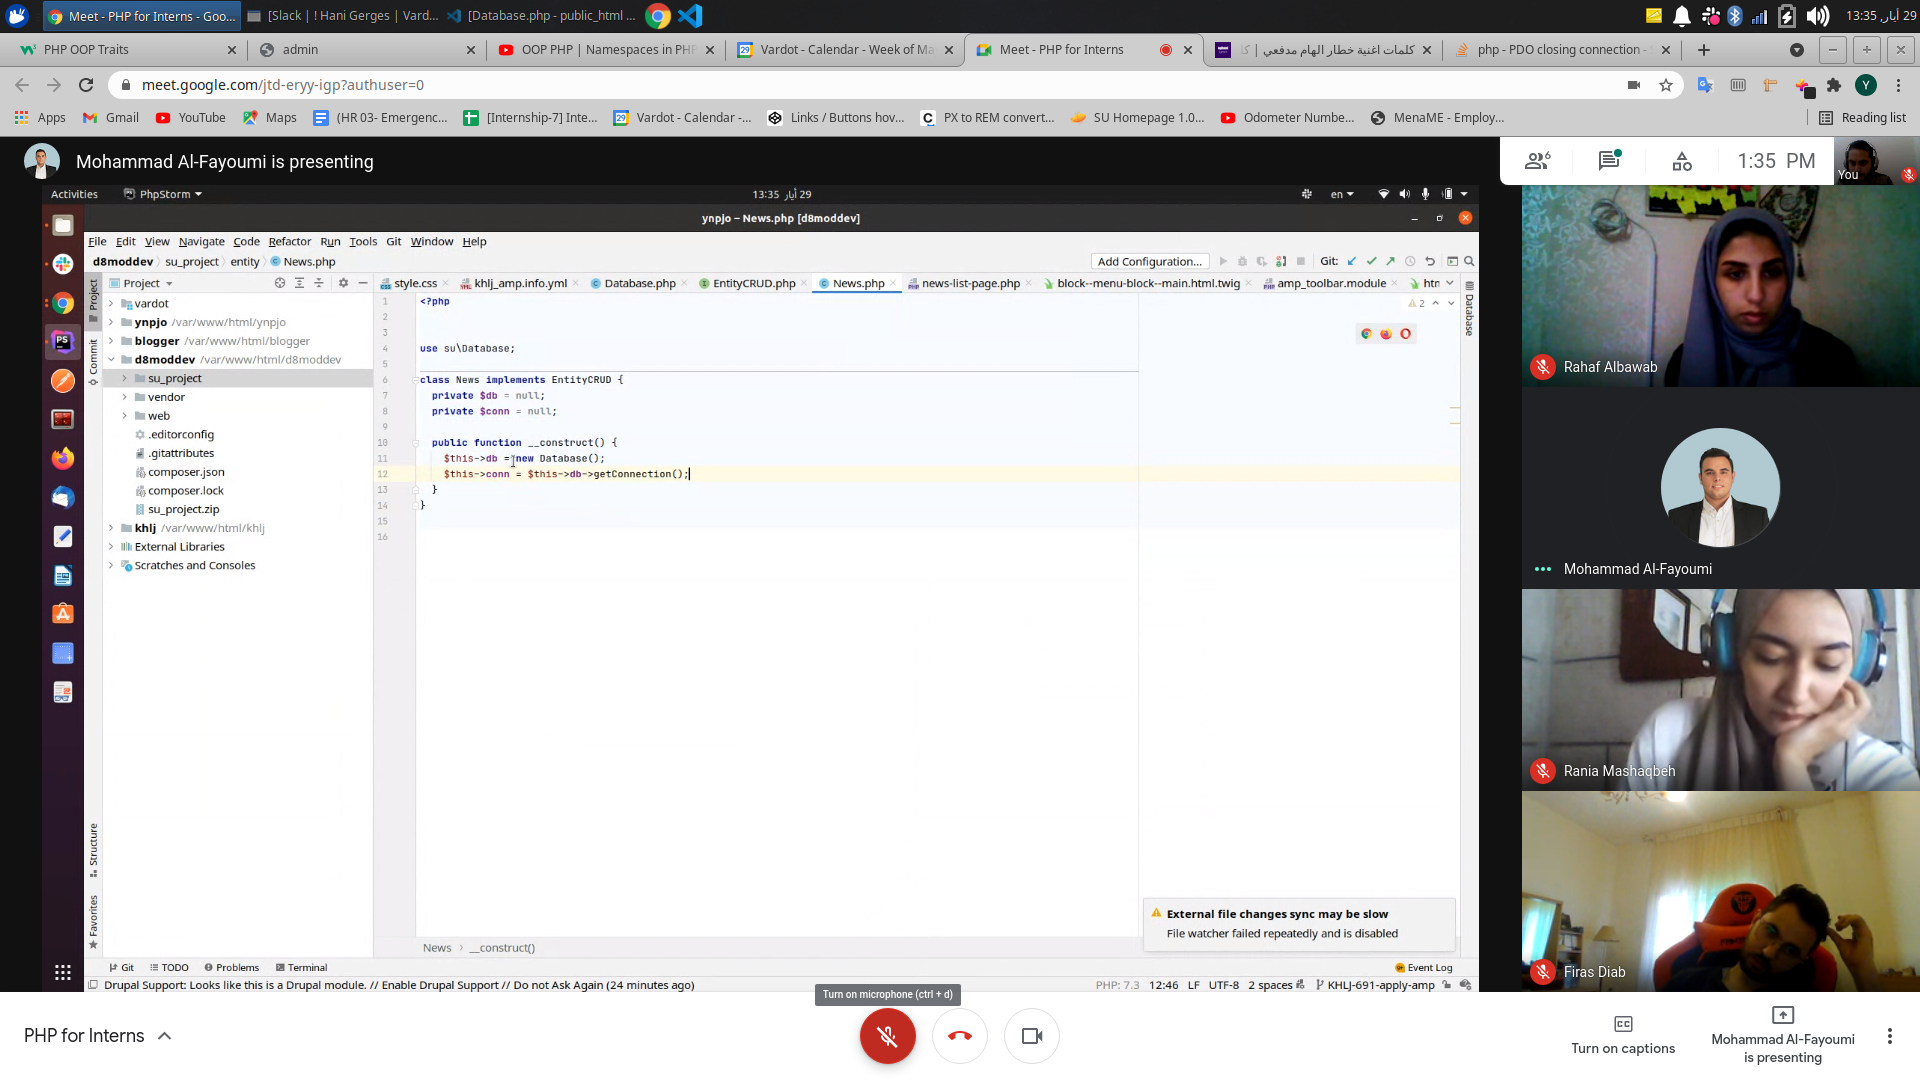 Meet - PHP for Interns - Goo...
[Slack | ! Hani Gerges | Vard...
[Database.php - public_html ...
29 أيار, 13:35
PHP OOP Traits
admin
OOP PHP | Namespaces in PHP
Vardot - Calendar - Week of Ma
Meet - PHP for Interns
كلمات اغنية خطار الهام مدفعي | كل
php - PDO closing connection -
meet.google.com/jtd-eryy-igp?authuser=0
Y
Apps
Gmail
YouTube
Maps
(HR 03- Emergenc...
[Internship-7] Inte...
Vardot - Calendar -...
Links / Buttons hov...
PX to REM convert...
SU Homepage 1.0...
Odometer Numbe...
MenaME - Employ...
Reading list
Mohammad Al-Fayoumi is presenting
6
1:35 PM
You
Activities
PhpStorm
29 أيار 13:35
en
ynpjo – News.php [d8moddev]
File Edit View Navigate Code Refactor Run Tools Git Window Help
d8moddev su_project entity News.php
Add Configuration...
Git:
Project
style.css
khlj_amp.info.yml
Database.php
EntityCRUD.php
News.php
news-list-page.php
block--menu-block--main.html.twig
amp_toolbar.module
htn
vardot
ynpjo /var/www/html/ynpjo
blogger /var/www/html/blogger
d8moddev /var/www/html/d8moddev
su_project
vendor
web
.editorconfig
.gitattributes
composer.json
composer.lock
su_project.zip
khlj /var/www/html/khlj
External Libraries
Scratches and Consoles
Project
Commit
Structure
Favorites
Database
2
1 <?php
2
3
4 use su\Database;
5
6 class News implements EntityCRUD {
7 private $db = null;
8 private $conn = null;
9
10 public function __construct() {
11 $this->db = new Database();
12 $this->conn = $this->db->getConnection();
13 }
14 }
15
16
External file changes sync may be slow
File watcher failed repeatedly and is disabled
News › __construct()
Git
TODO
Problems
Terminal
Event Log
Drupal Support: Looks like this is a Drupal module. // Enable Drupal Support // Do not Ask Again (24 minutes ago)
PHP: 7.3 12:46 LF UTF-8 2 spaces KHLJ-691-apply-amp
Rahaf Albawab
Mohammad Al-Fayoumi
Rania Mashaqbeh
Firas Diab
Turn on microphone (ctrl + d)
PHP for Interns
Turn on captions
Mohammad Al-Fayoumi
is presenting